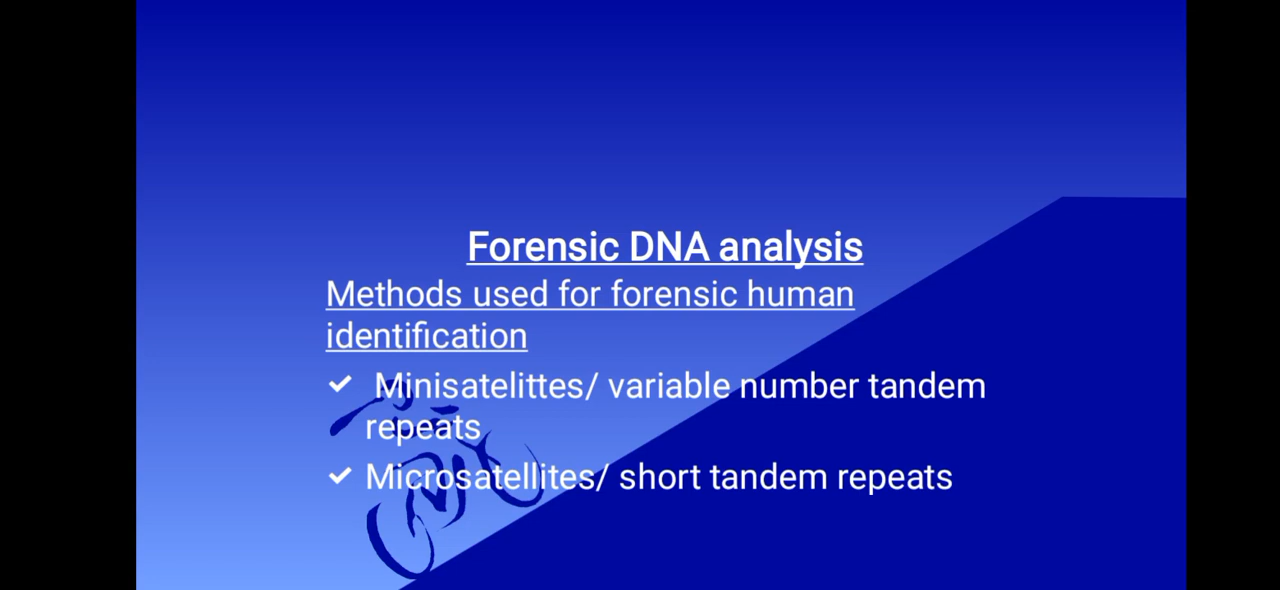 Forensic DNA analysis
Methods used for forensic human
identification
✓ Minisatelittes/ variable number tandem
repeats
✓ Microsatellites/ short tandem repeats